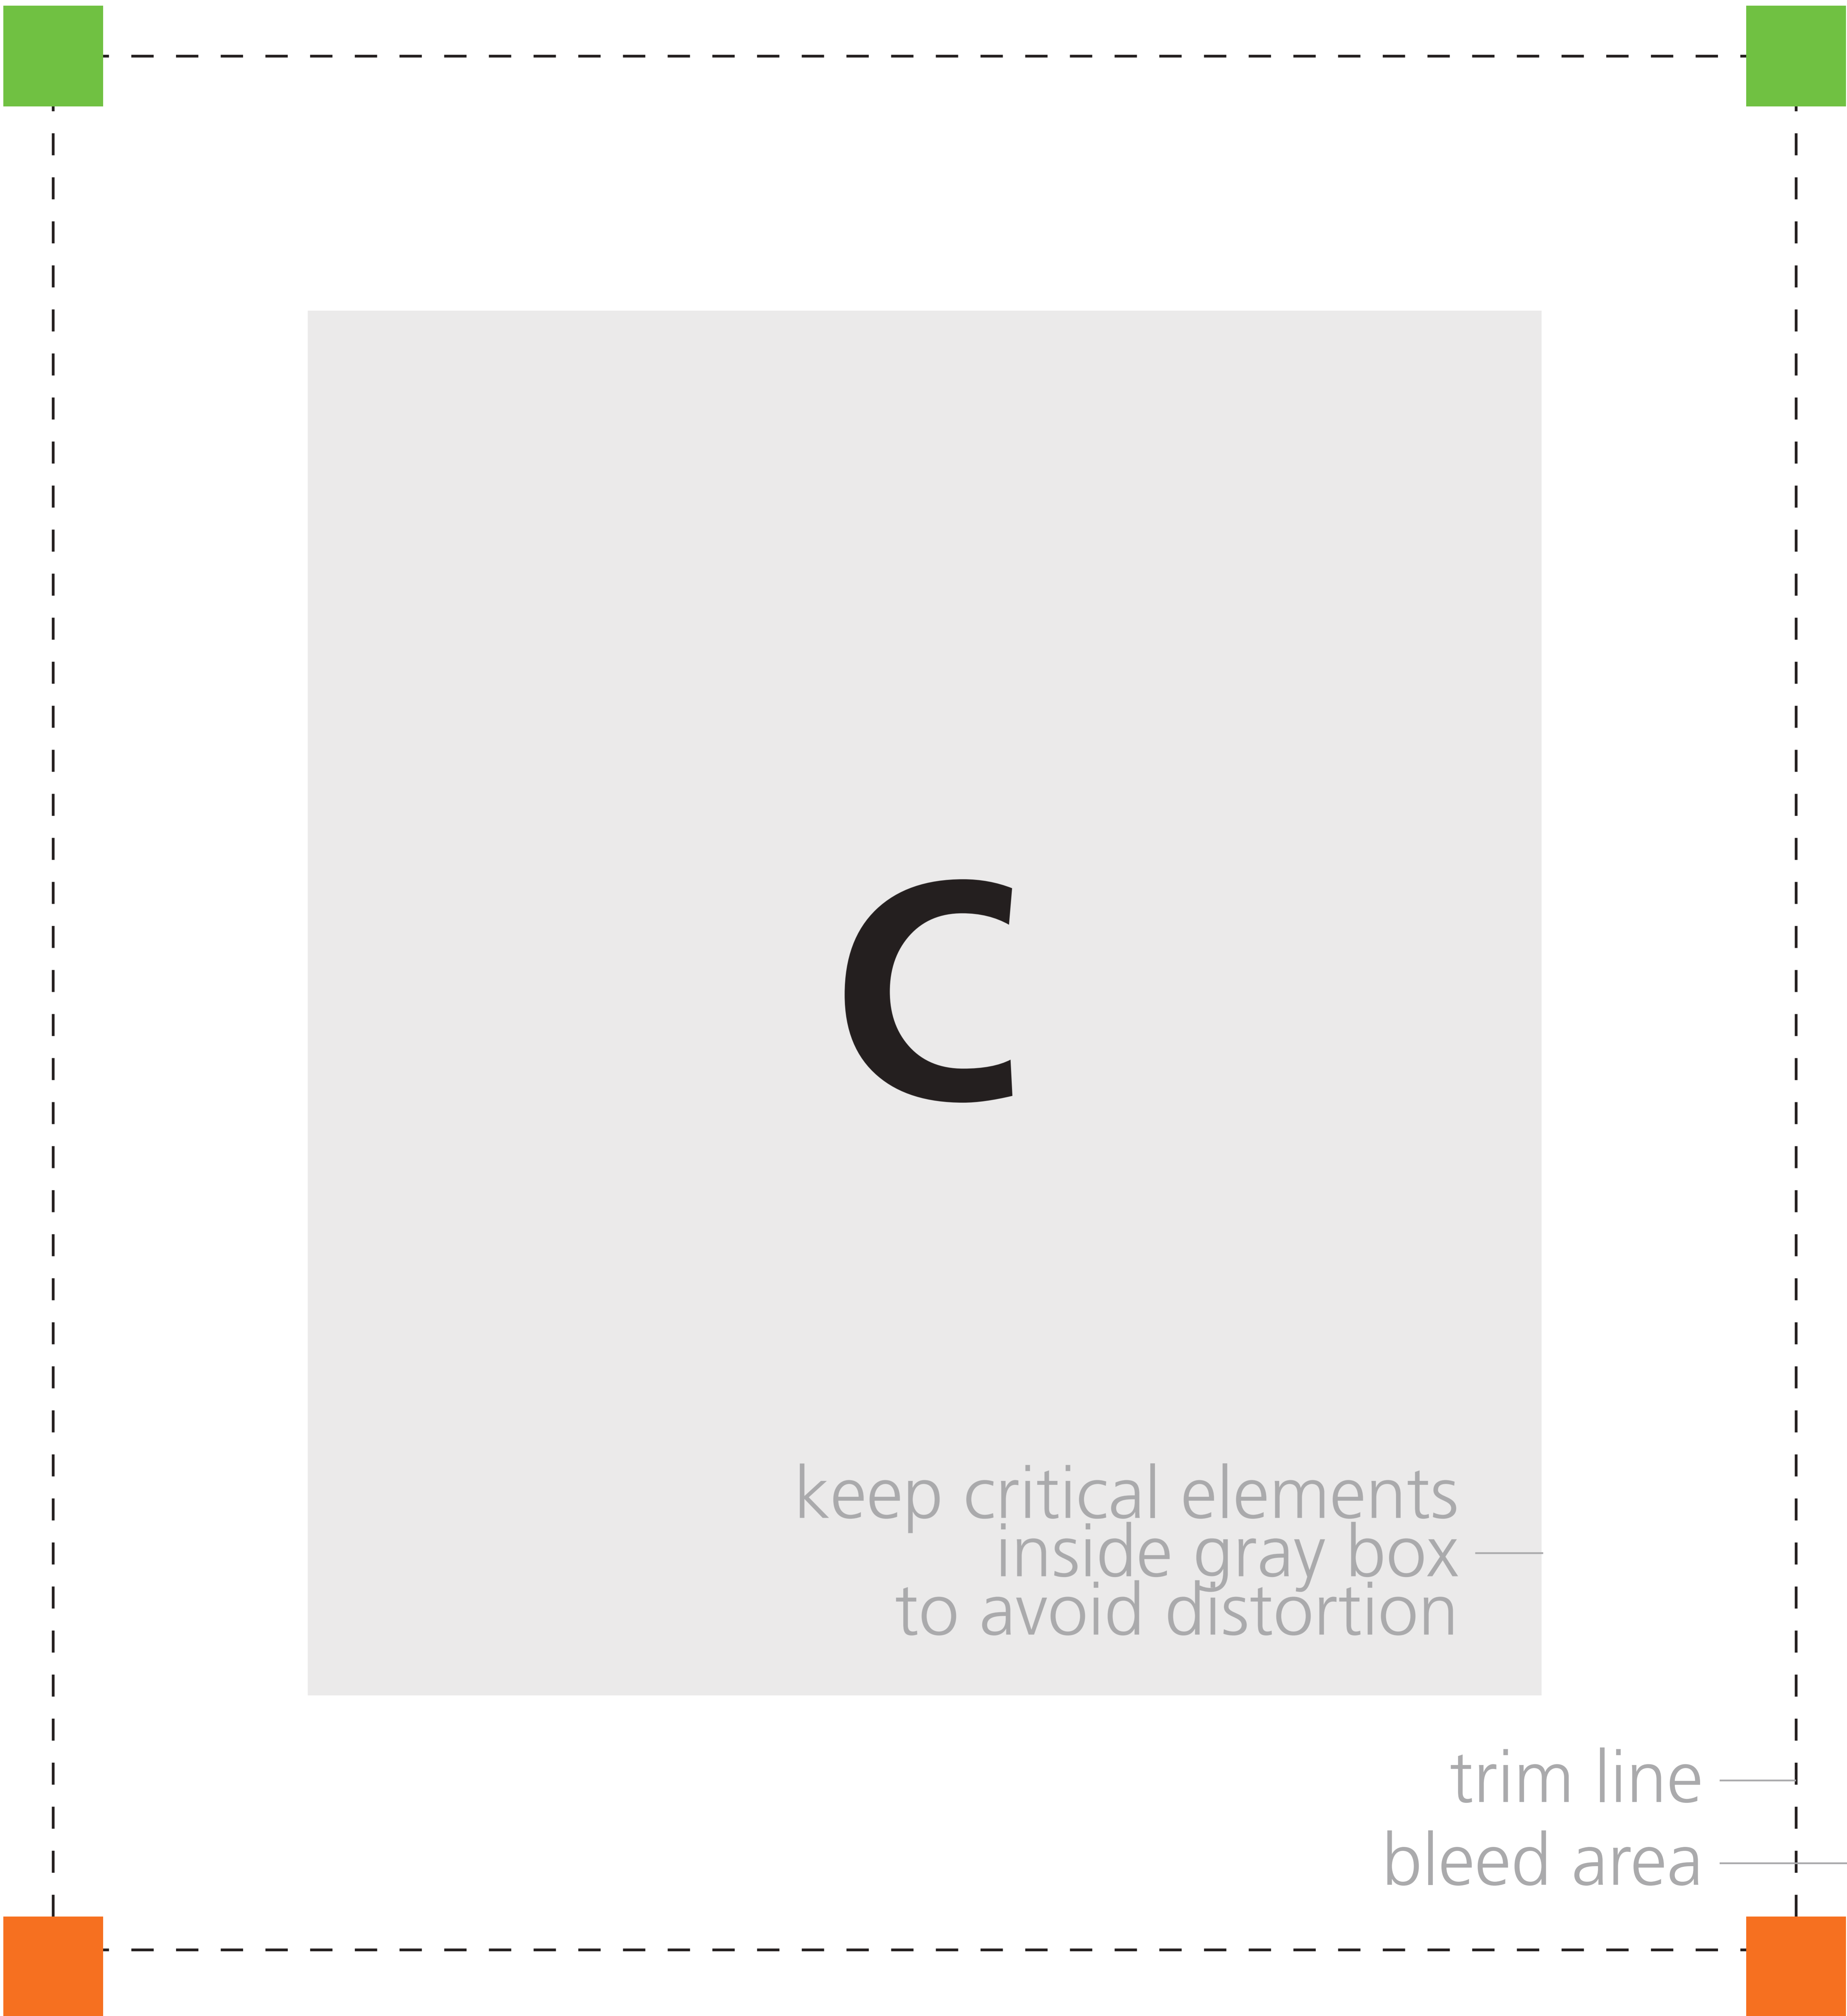 C
keep critical elements
inside gray box
to avoid distortion
trim line
bleed area